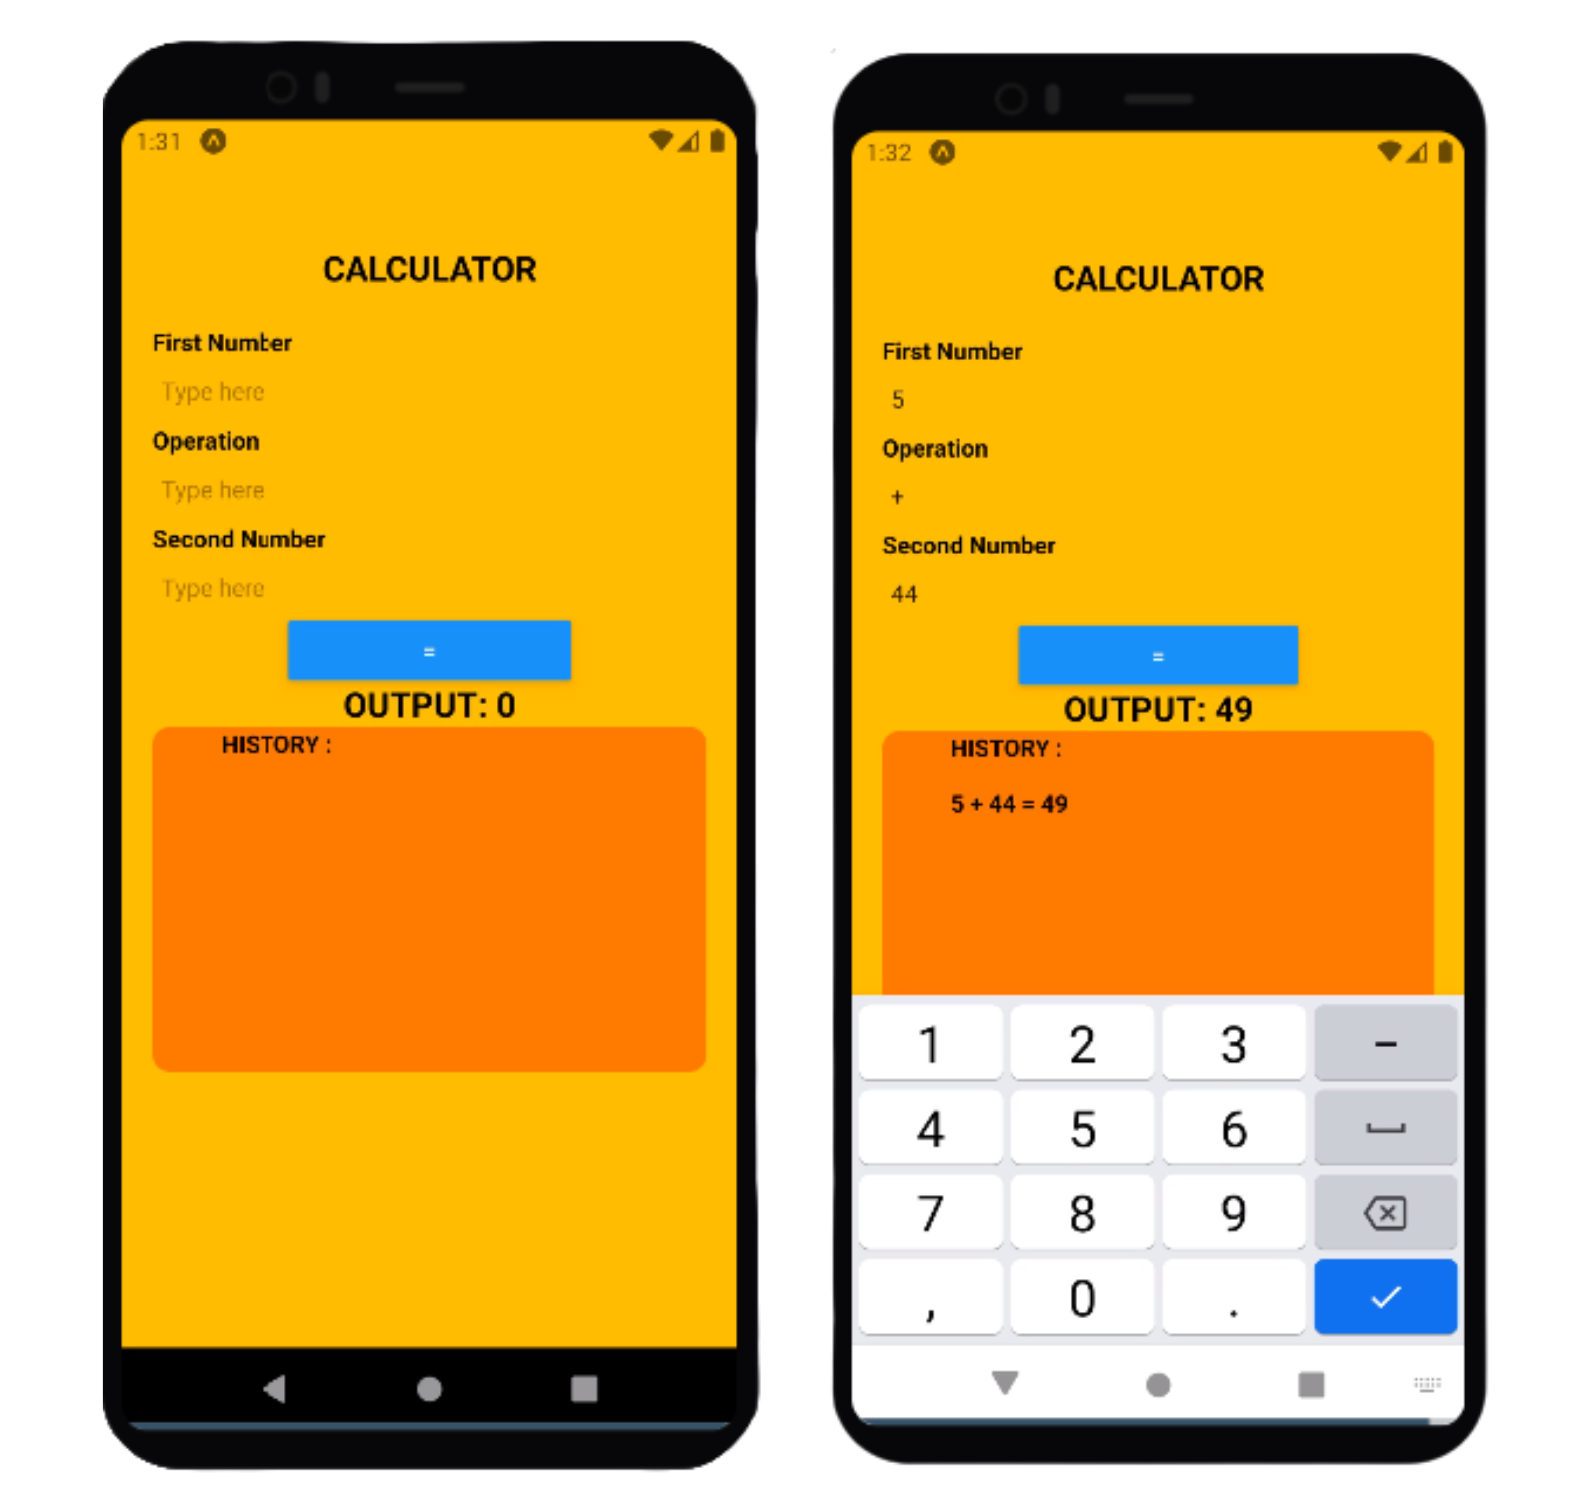 1:31
CALCULATOR
First Number
Type here
Operation
Type here
Second Number
Type here
=
OUTPUT: 0
HISTORY :
1:32
CALCULATOR
First Number
5
Operation
+
Second Number
44
=
OUTPUT: 49
HISTORY :
5 + 44 = 49
1 2 3 -
4 5 6
7 8 9
, 0 .